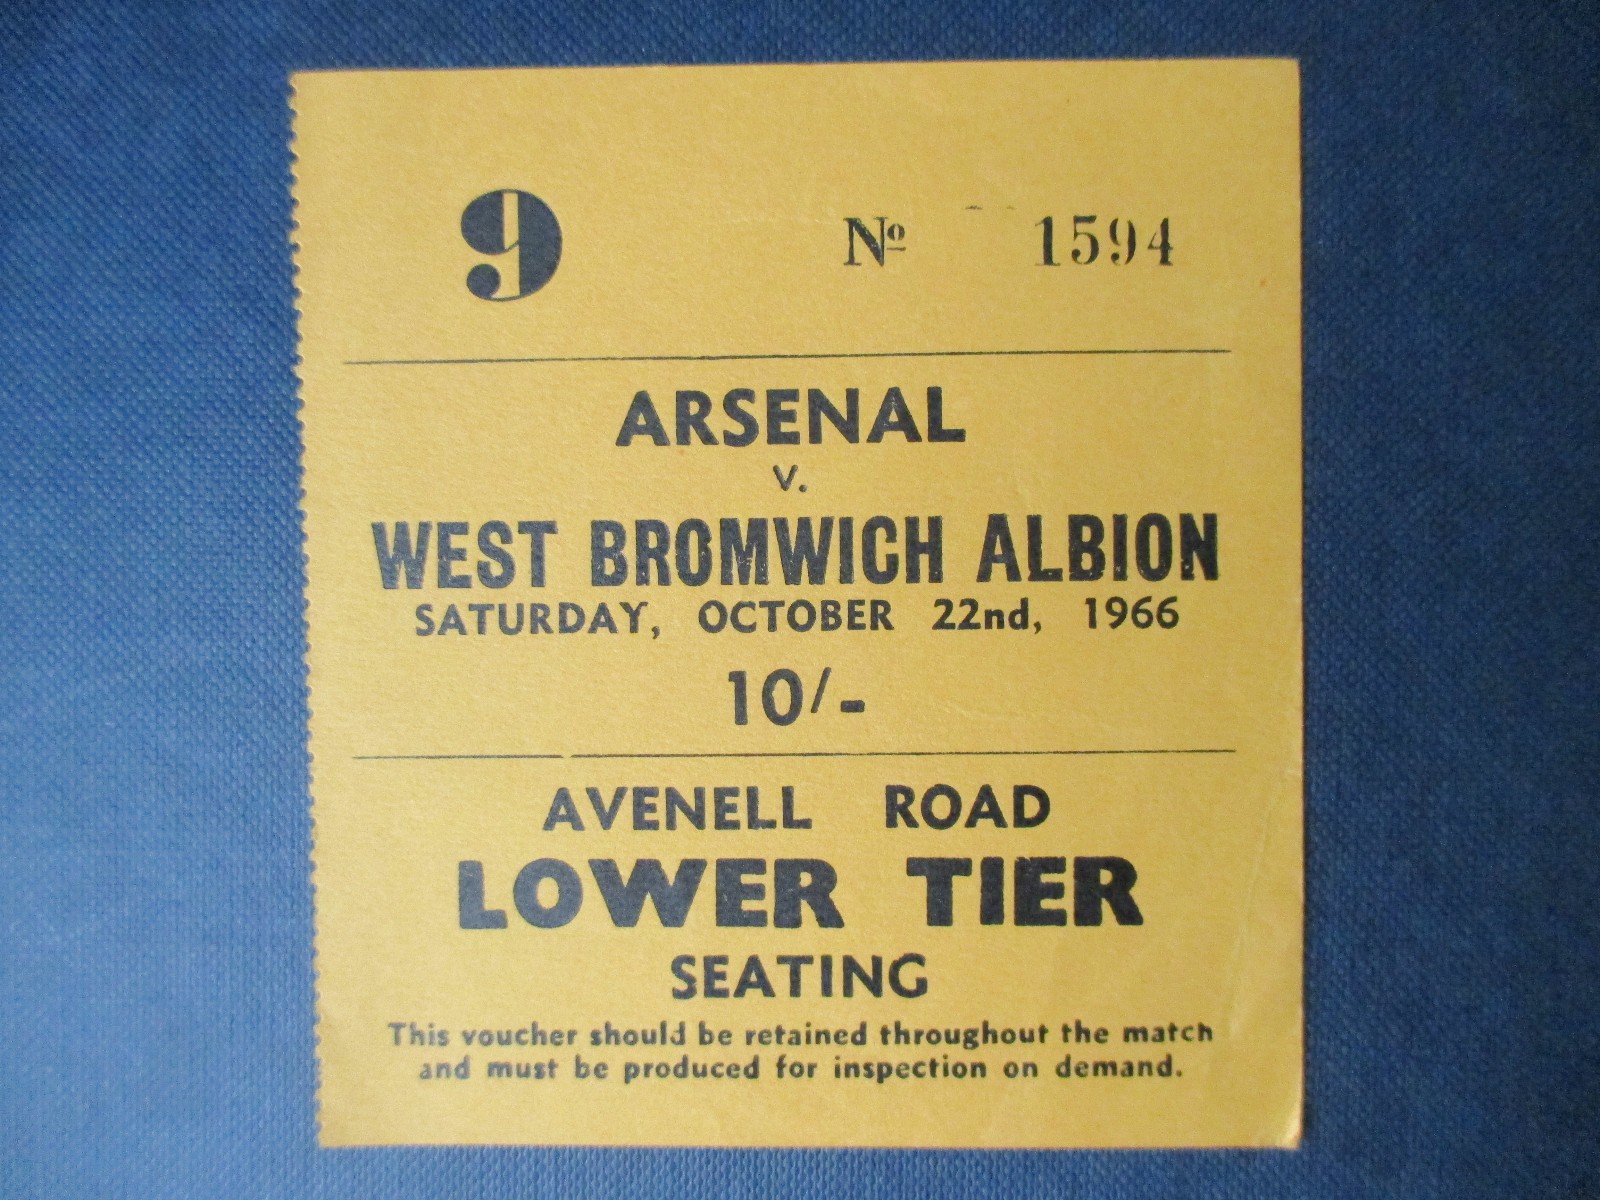 9 Nº 1594
ARSENAL
v.
WEST BROMWICH ALBION
SATURDAY, OCTOBER 22nd, 1966
10/-
AVENELL ROAD
LOWER TIER
SEATING
This voucher should be retained throughout the match
and must be produced for inspection on demand.